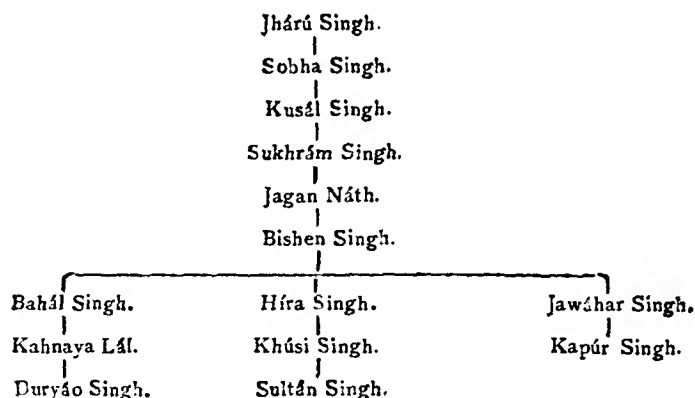 Jhárú Singh.
Sobha Singh.
Kusál Singh.
Sukhrám Singh.
Jagan Náth.
Bishen Singh.
Bahál Singh. Híra Singh. Jawáhar Singh.
Kahnaya Lál. Khúsi Singh. Kapúr Singh.
Duryáo Singh. Sultán Singh.